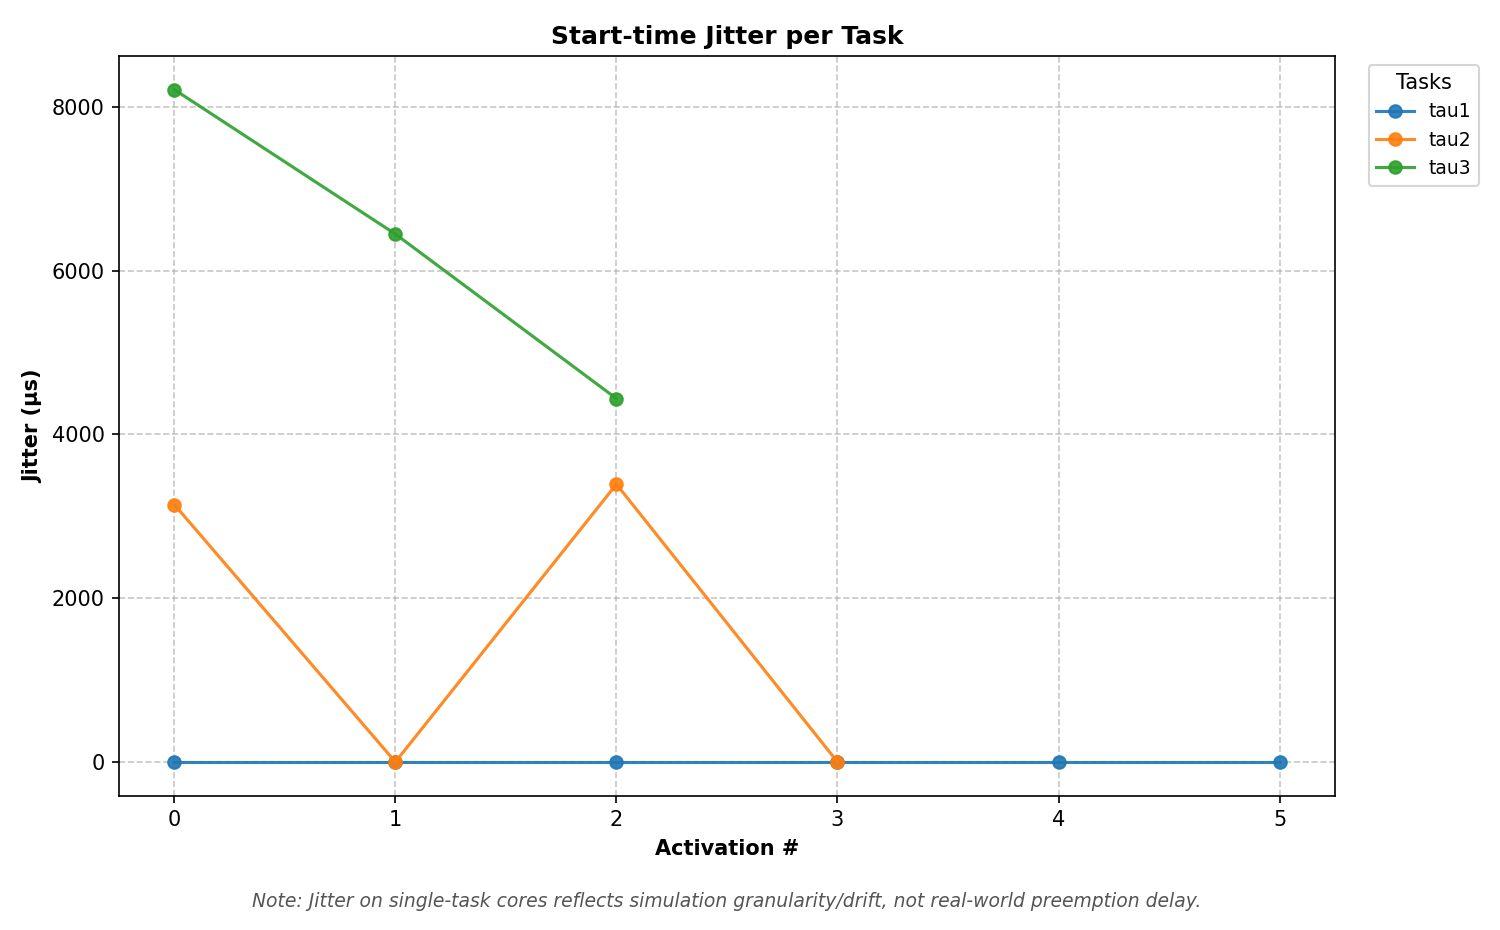 Start-time Jitter per Task
Tasks
tau1
tau2
tau3
Jitter (µs)
8000
6000
4000
2000
0
0 1 2 3 4 5
Activation #
Note: Jitter on single-task cores reflects simulation granularity/drift, not real-world preemption delay.